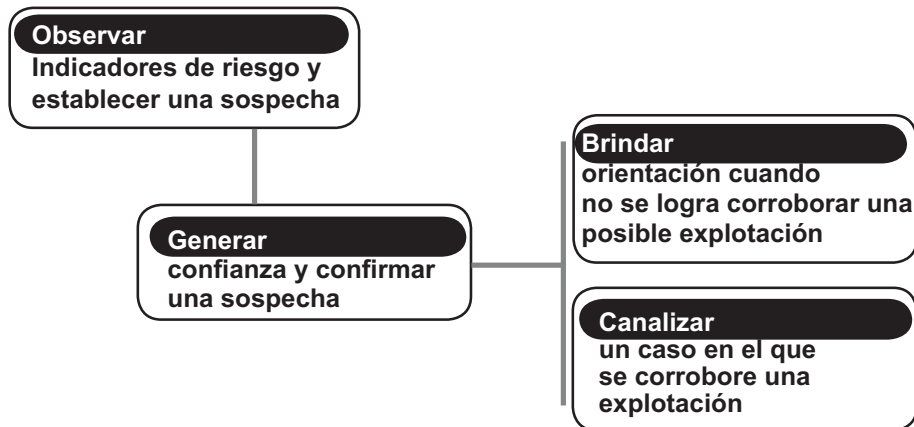 Observar
Indicadores de riesgo y
establecer una sospecha
Generar
confianza y confirmar
una sospecha
Brindar
orientación cuando
no se logra corroborar una
posible explotación
Canalizar
un caso en el que
se corrobore una
explotación